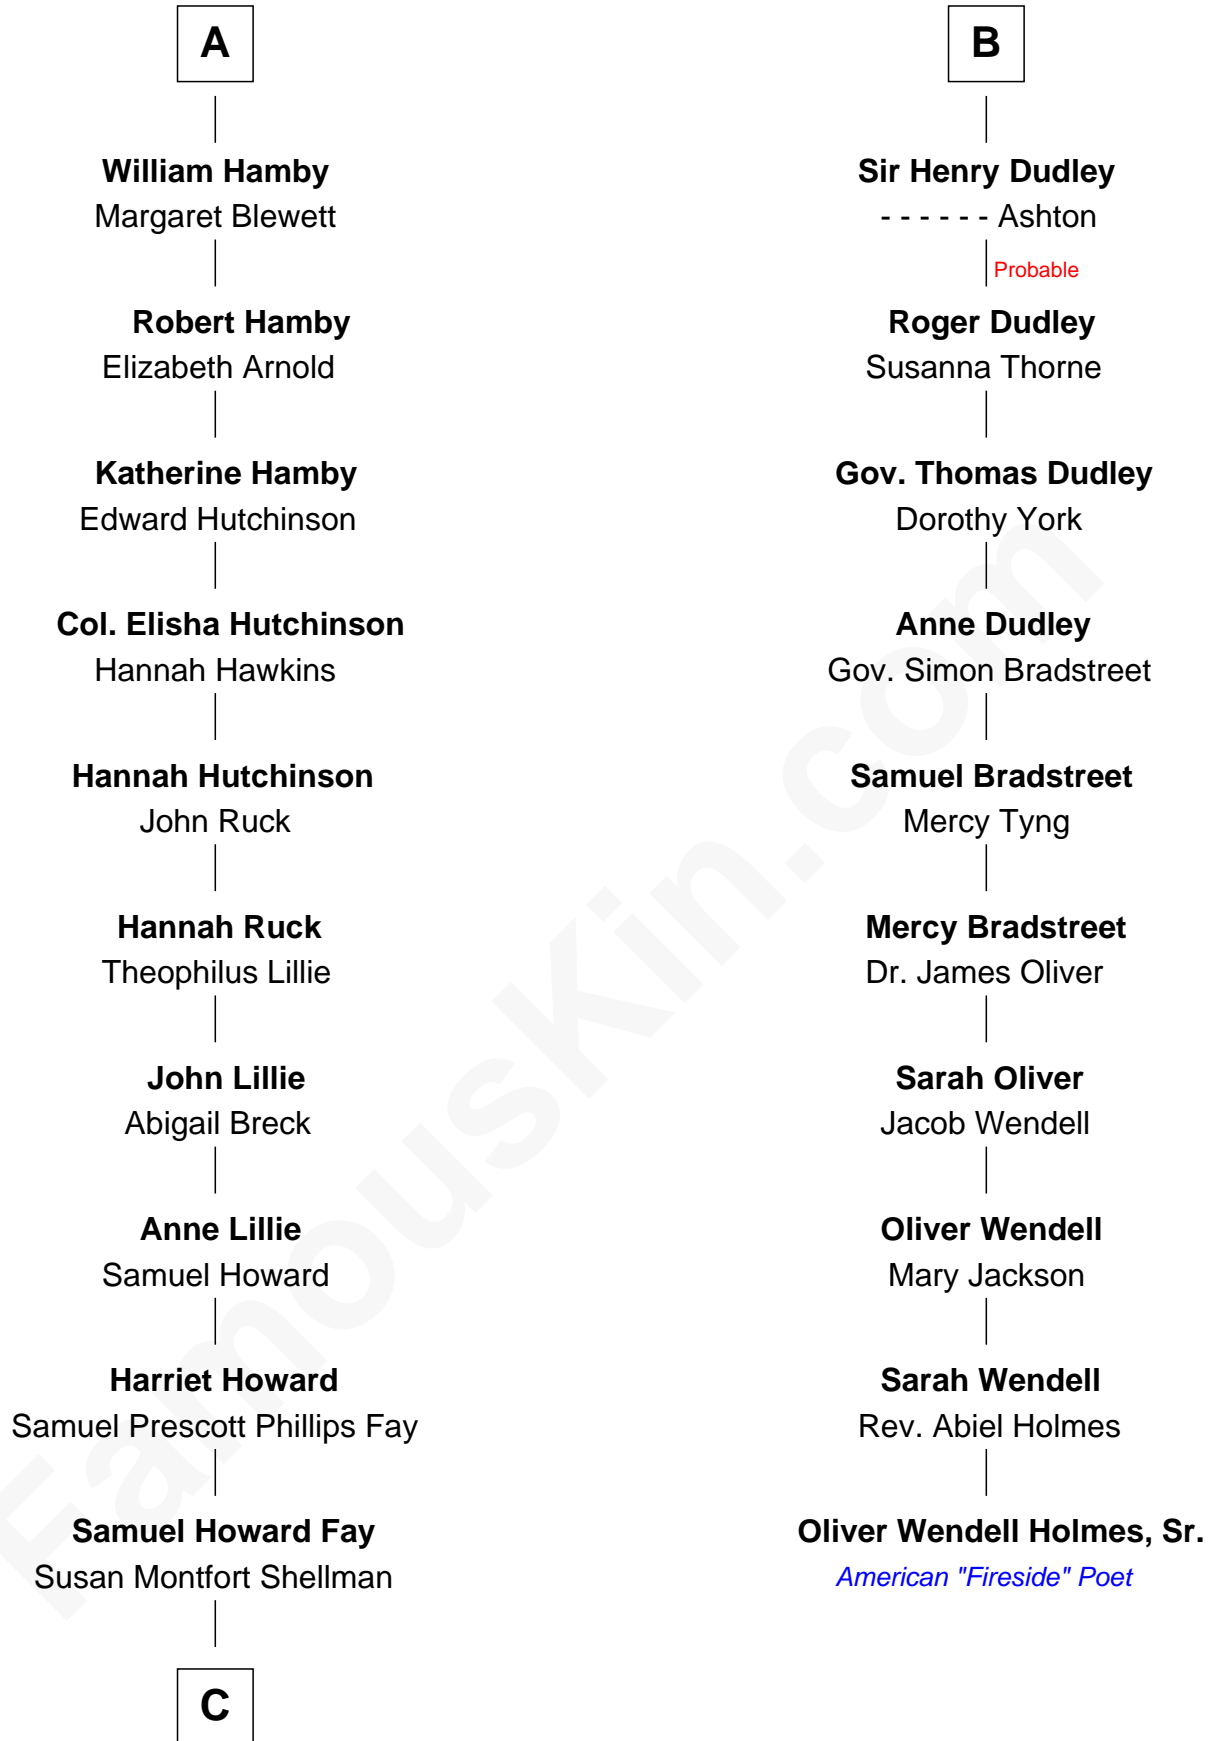 A
William Hamby
Margaret Blewett
Robert Hamby
Elizabeth Arnold
Katherine Hamby
Edward Hutchinson
Col. Elisha Hutchinson
Hannah Hawkins
Hannah Hutchinson
John Ruck
Hannah Ruck
Theophilus Lillie
John Lillie
Abigail Breck
Anne Lillie
Samuel Howard
Harriet Howard
Samuel Prescott Phillips Fay
Samuel Howard Fay
Susan Montfort Shellman
C
B
Sir Henry Dudley
- - - - - - Ashton
Probable
Roger Dudley
Susanna Thorne
Gov. Thomas Dudley
Dorothy York
Anne Dudley
Gov. Simon Bradstreet
Samuel Bradstreet
Mercy Tyng
Mercy Bradstreet
Dr. James Oliver
Sarah Oliver
Jacob Wendell
Oliver Wendell
Mary Jackson
Sarah Wendell
Rev. Abiel Holmes
Oliver Wendell Holmes, Sr.
American "Fireside" Poet
FamousKin.com